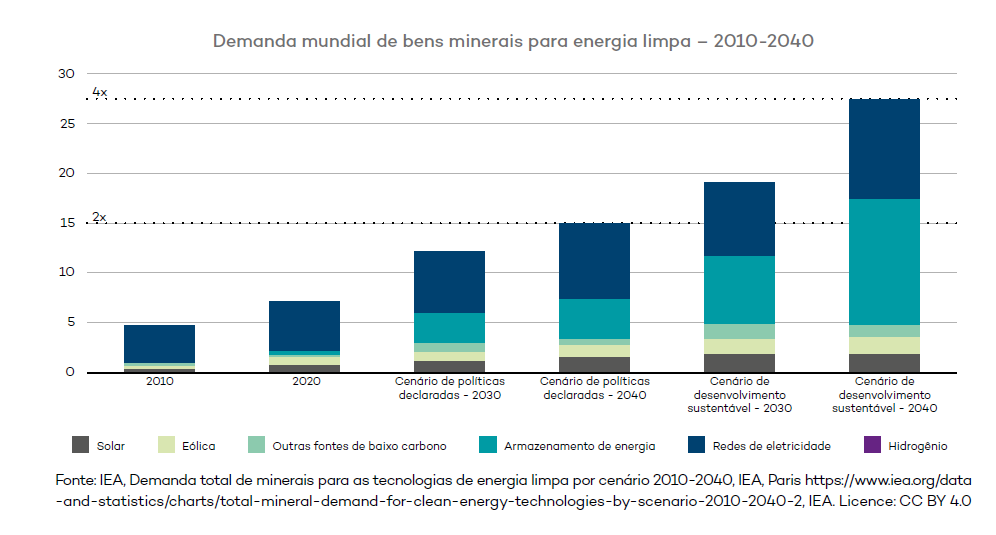 Demanda mundial de bens minerais para energia limpa – 2010-2040
30
4x
25
20
2x
15
10
5
0
2010
2020
Cenário de políticas
declaradas - 2030
Cenário de políticas
declaradas - 2040
Cenário de
desenvolvimento
sustentável - 2030
Cenário de
desenvolvimento
sustentável - 2040
Solar
Eólica
Outras fontes de baixo carbono
Armazenamento de energia
Redes de eletricidade
Hidrogênio
Fonte: IEA, Demanda total de minerais para as tecnologias de energia limpa por cenário 2010-2040, IEA, Paris https://www.iea.org/data
-and-statistics/charts/total-mineral-demand-for-clean-energy-technologies-by-scenario-2010-2040-2, IEA. Licence: CC BY 4.0